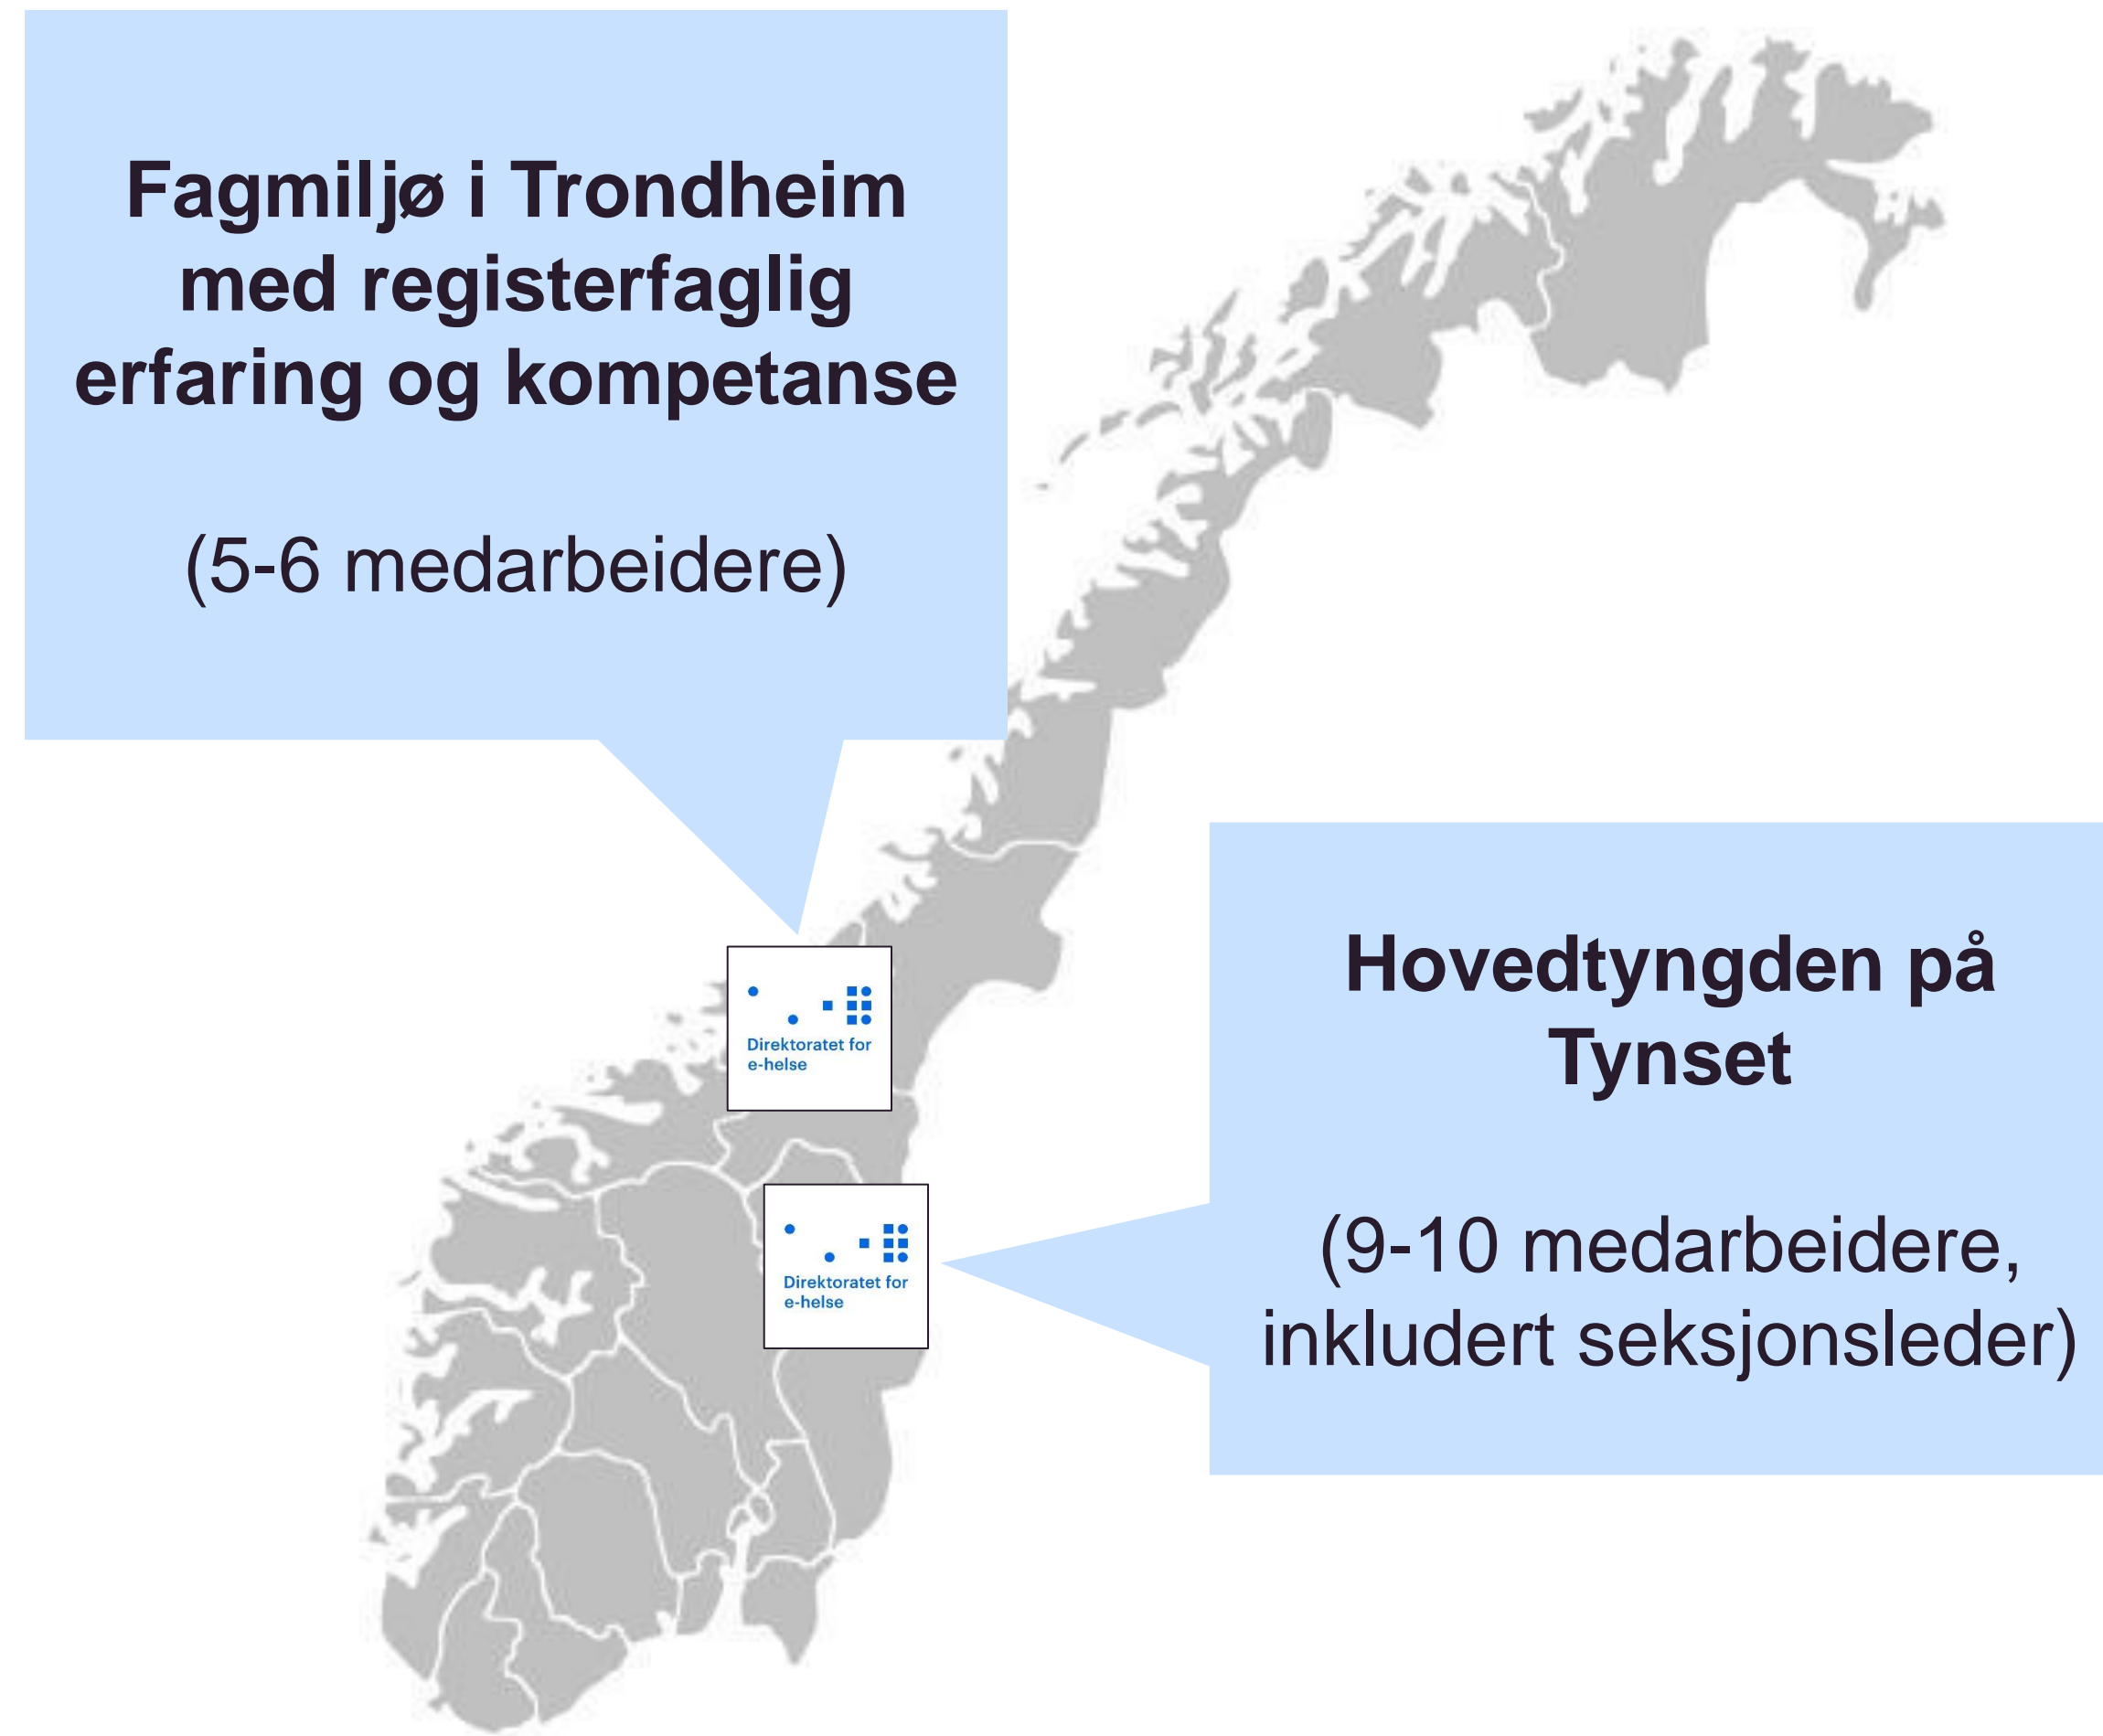 Fagmiljø i Trondheim
med registerfaglig
erfaring og kompetanse
(5-6 medarbeidere)
Direktoratet for
e-helse
Hovedtyngden på
Tynset
(9-10 medarbeidere,
inkludert seksjonsleder)
Direktoratet for
e-helse